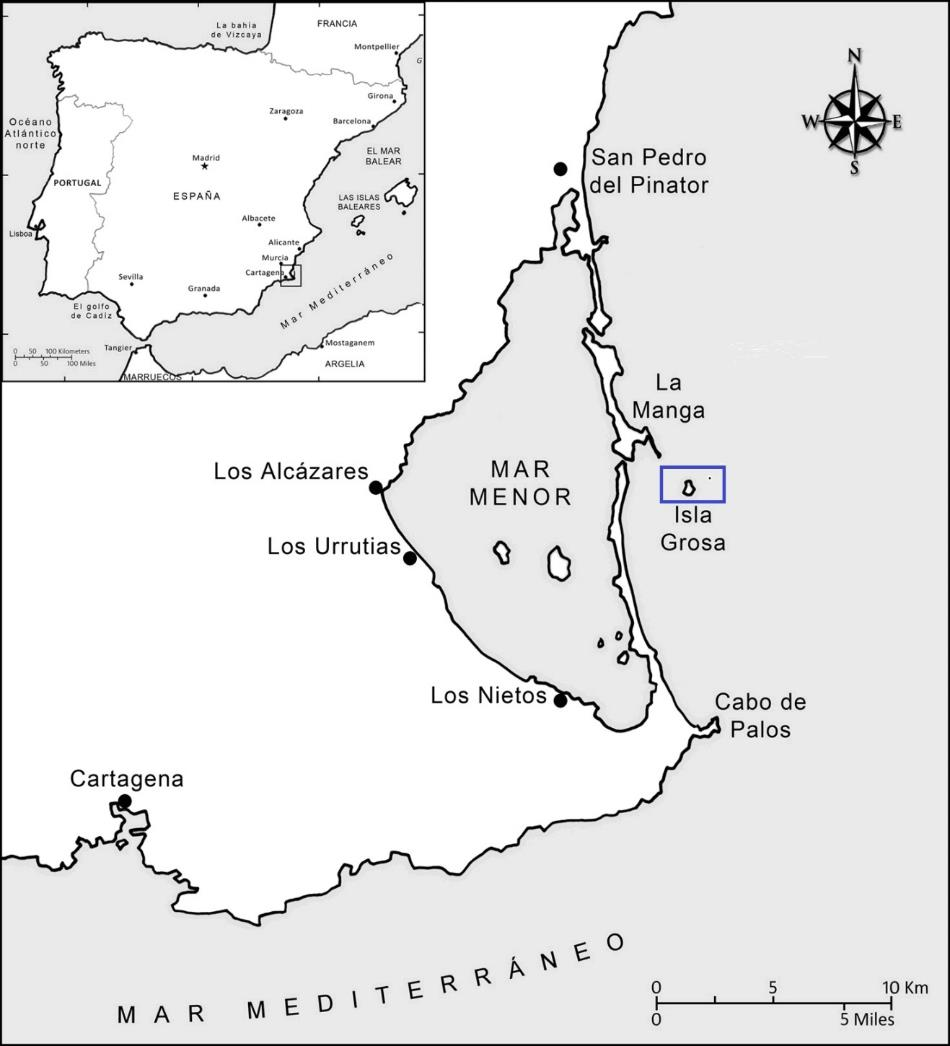 La bahía
de Vizcaya
FRANCIA
Montpellier
G
Girona
Zaragoza
Barcelona
Océano
Atlántico
norte
Madrid
EL MAR
BALEAR
PORTUGAL
ESPAÑA
LAS ISLAS
BALEARES
Albacete
Lisboa
Alicante
Murcia
Cartagena
Sevilla
Granada
Mar Mediterráneo
El golfo
de Cadiz
Tangier
Mostaganem
ARGELIA
MARRUECOS
0 50 100 Kilometers
0 50 100 Miles
N
W E
S
San Pedro
del Pinator
La
Manga
Los Alcázares
MAR
MENOR
Isla
Grosa
Los Urrutias
Los Nietos
Cabo de
Palos
Cartagena
MAR MEDITERRÁNEO
0 5 10 Km
0 5 Miles